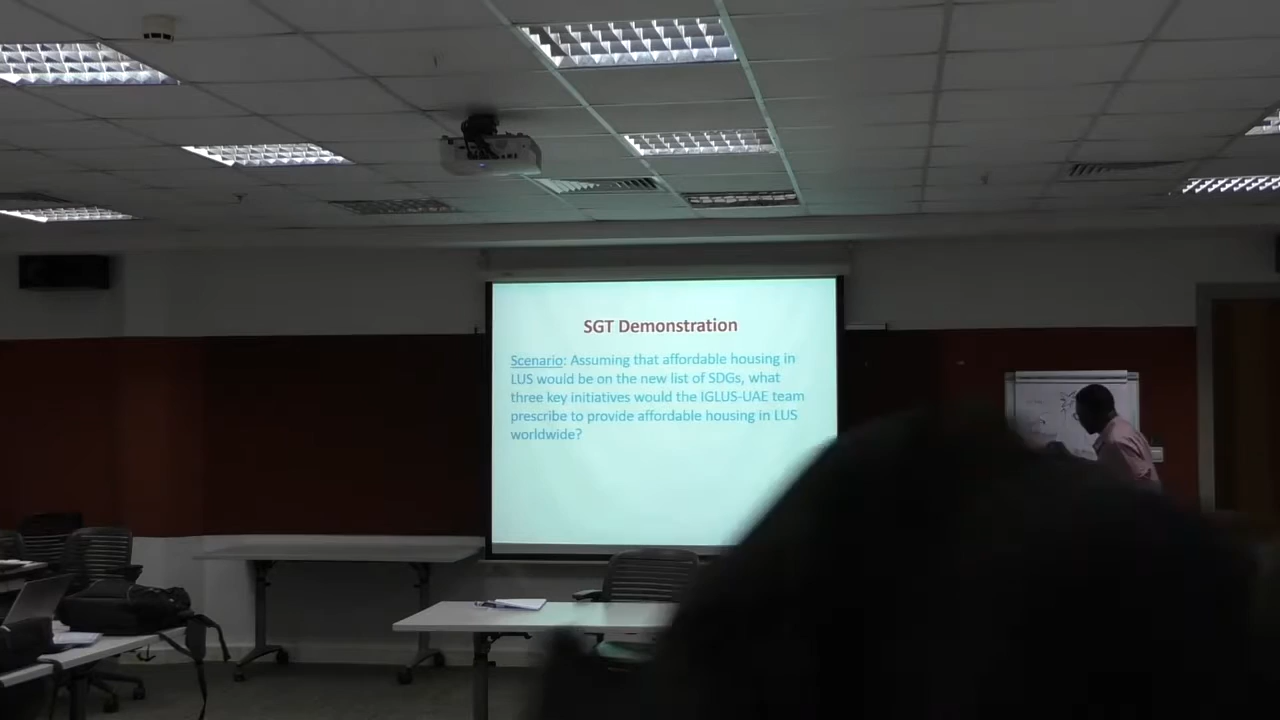 SGT Demonstration
Scenario: Assuming that affordable housing in
LUS would be on the new list of SDGs, what
three key initiatives would the IGLUS-UAE team
prescribe to provide affordable housing in LUS
worldwide?